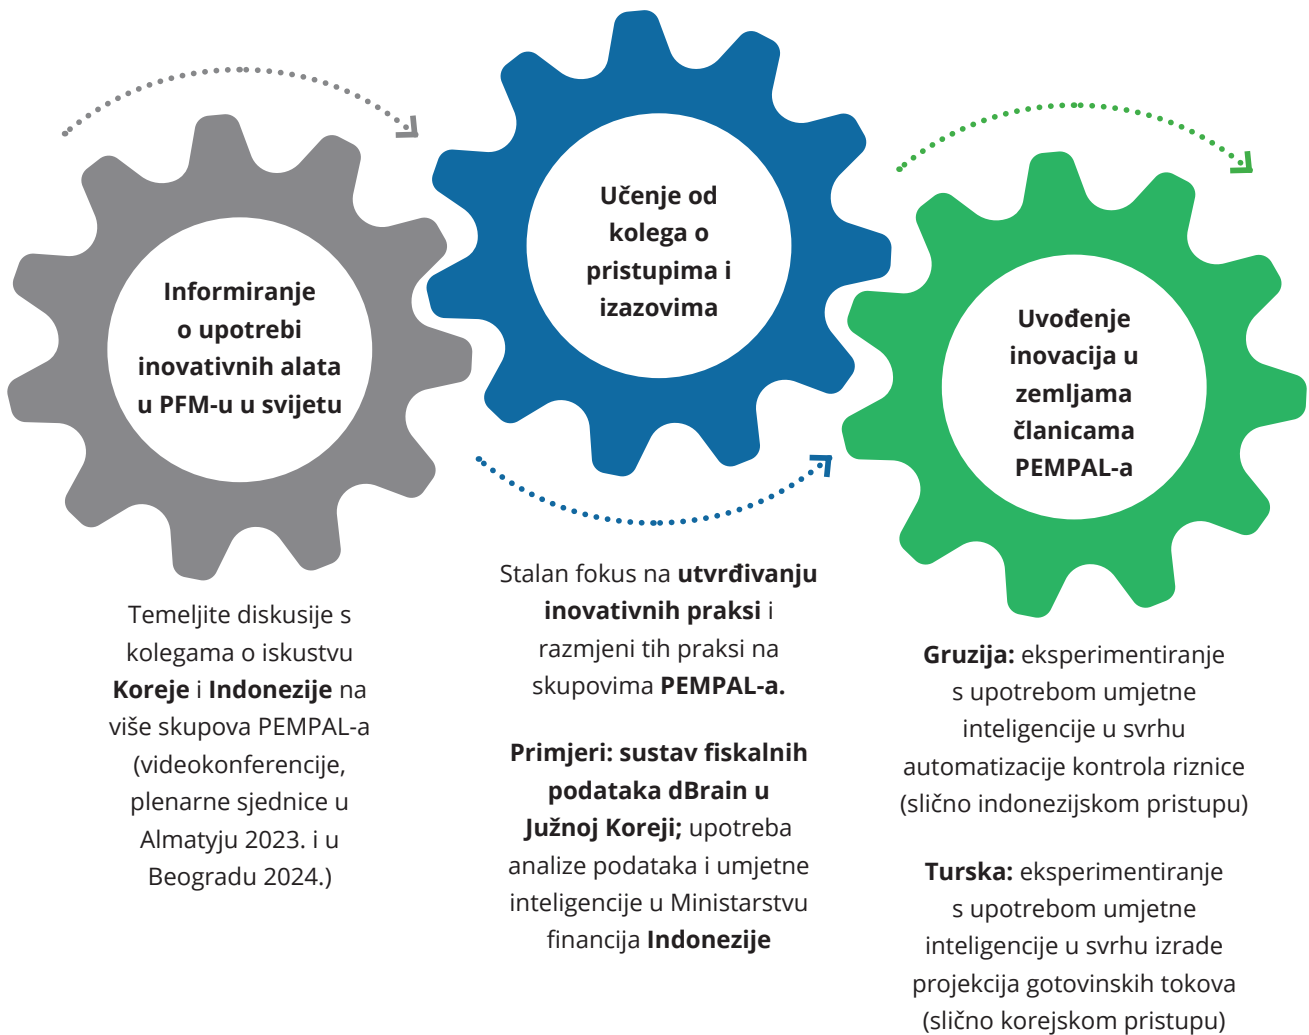 Informiranje
o upotrebi
inovativnih alata
u PFM-u u svijetu
Temeljite diskusije s
kolegama o iskustvu
Koreje i Indonezije na
više skupova PEMPAL-a
(videokonferencije,
plenarne sjednice u
Almatyju 2023. i u
Beogradu 2024.)
Učenje od
kolega o
pristupima i
izazovima
Stalan fokus na utvrđivanju
inovativnih praksi i
razmjeni tih praksi na
skupovima PEMPAL-a.
Primjeri: sustav fiskalnih
podataka dBrain u
Južnoj Koreji; upotreba
analize podataka i umjetne
inteligencije u Ministarstvu
financija Indonezije
Uvođenje
inovacija u
zemljama
članicama
PEMPAL-a
Gruzija: eksperimentiranje
s upotrebom umjetne
inteligencije u svrhu
automatizacije kontrola riznice
(slično indonezijskom pristupu)
Turska: eksperimentiranje
s upotrebom umjetne
inteligencije u svrhu izrade
projekcija gotovinskih tokova
(slično korejskom pristupu)